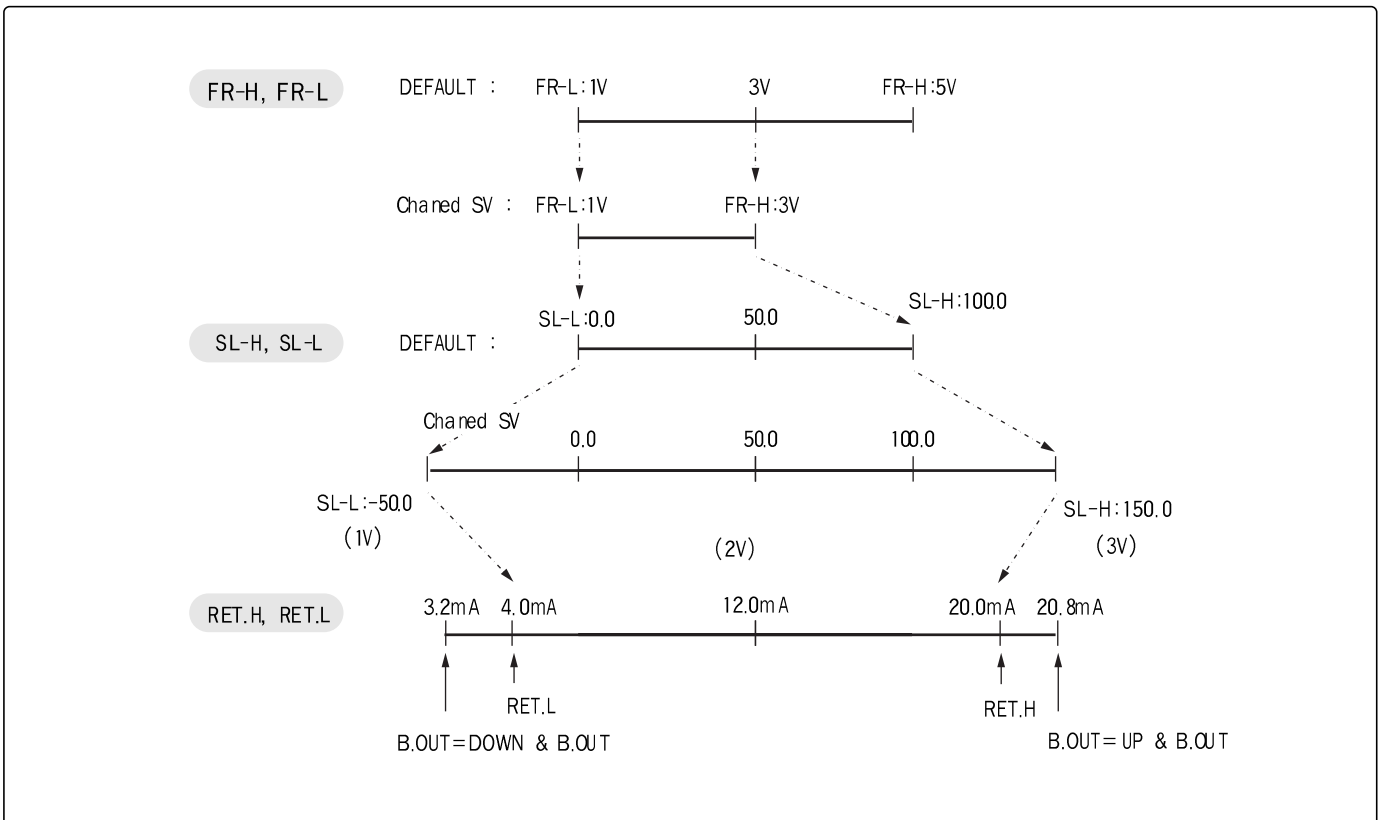 FR-H, FR-L DEFAULT : FR-L:1V 3V FR-H:5V
Chaned SV : FR-L:1V FR-H:3V
SL-H:100.0
SL-L:0.0 50.0
SL-H, SL-L DEFAULT :
Chaned SV
0.0 50.0 100.0
SL-L:-50.0 SL-H:150.0
(1V) (2V) (3V)
RET.H, RET.L 3.2mA 4.0mA 12.0mA 20.0mA 20.8mA
RET.L RET.H
B.OUT=DOWN & B.OUT B.OUT=UP & B.OUT